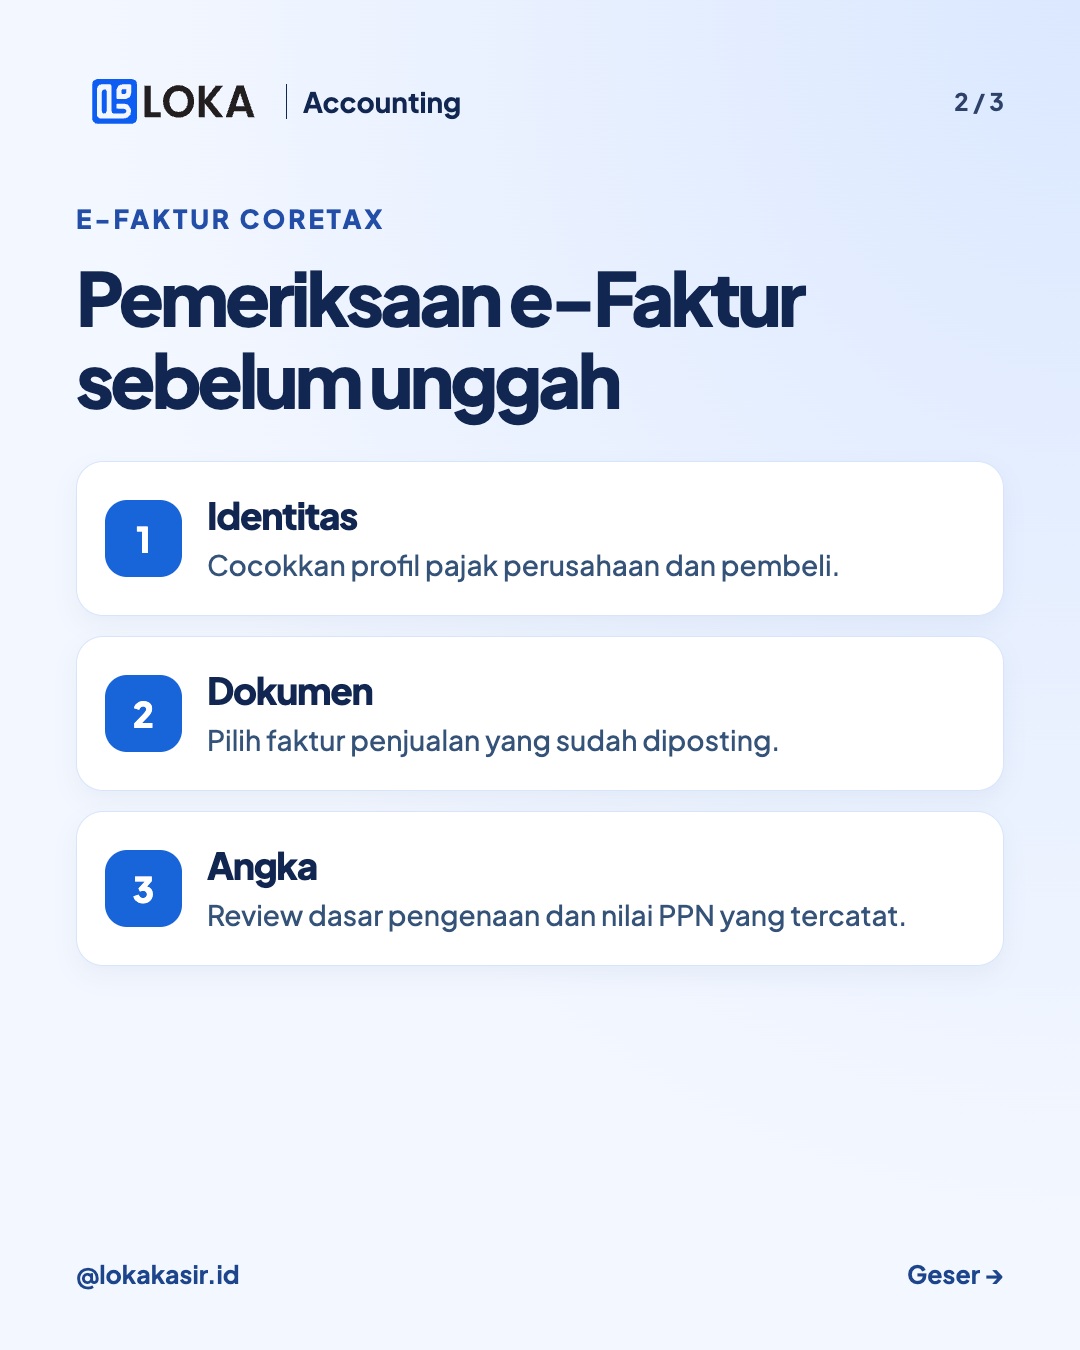 LOKA | Accounting
2 / 3
E-FAKTUR CORETAX
Pemeriksaan e-Faktur
sebelum unggah
1
Identitas
Cocokkan profil pajak perusahaan dan pembeli.
2
Dokumen
Pilih faktur penjualan yang sudah diposting.
3
Angka
Review dasar pengenaan dan nilai PPN yang tercatat.
@lokakasir.id
Geser →